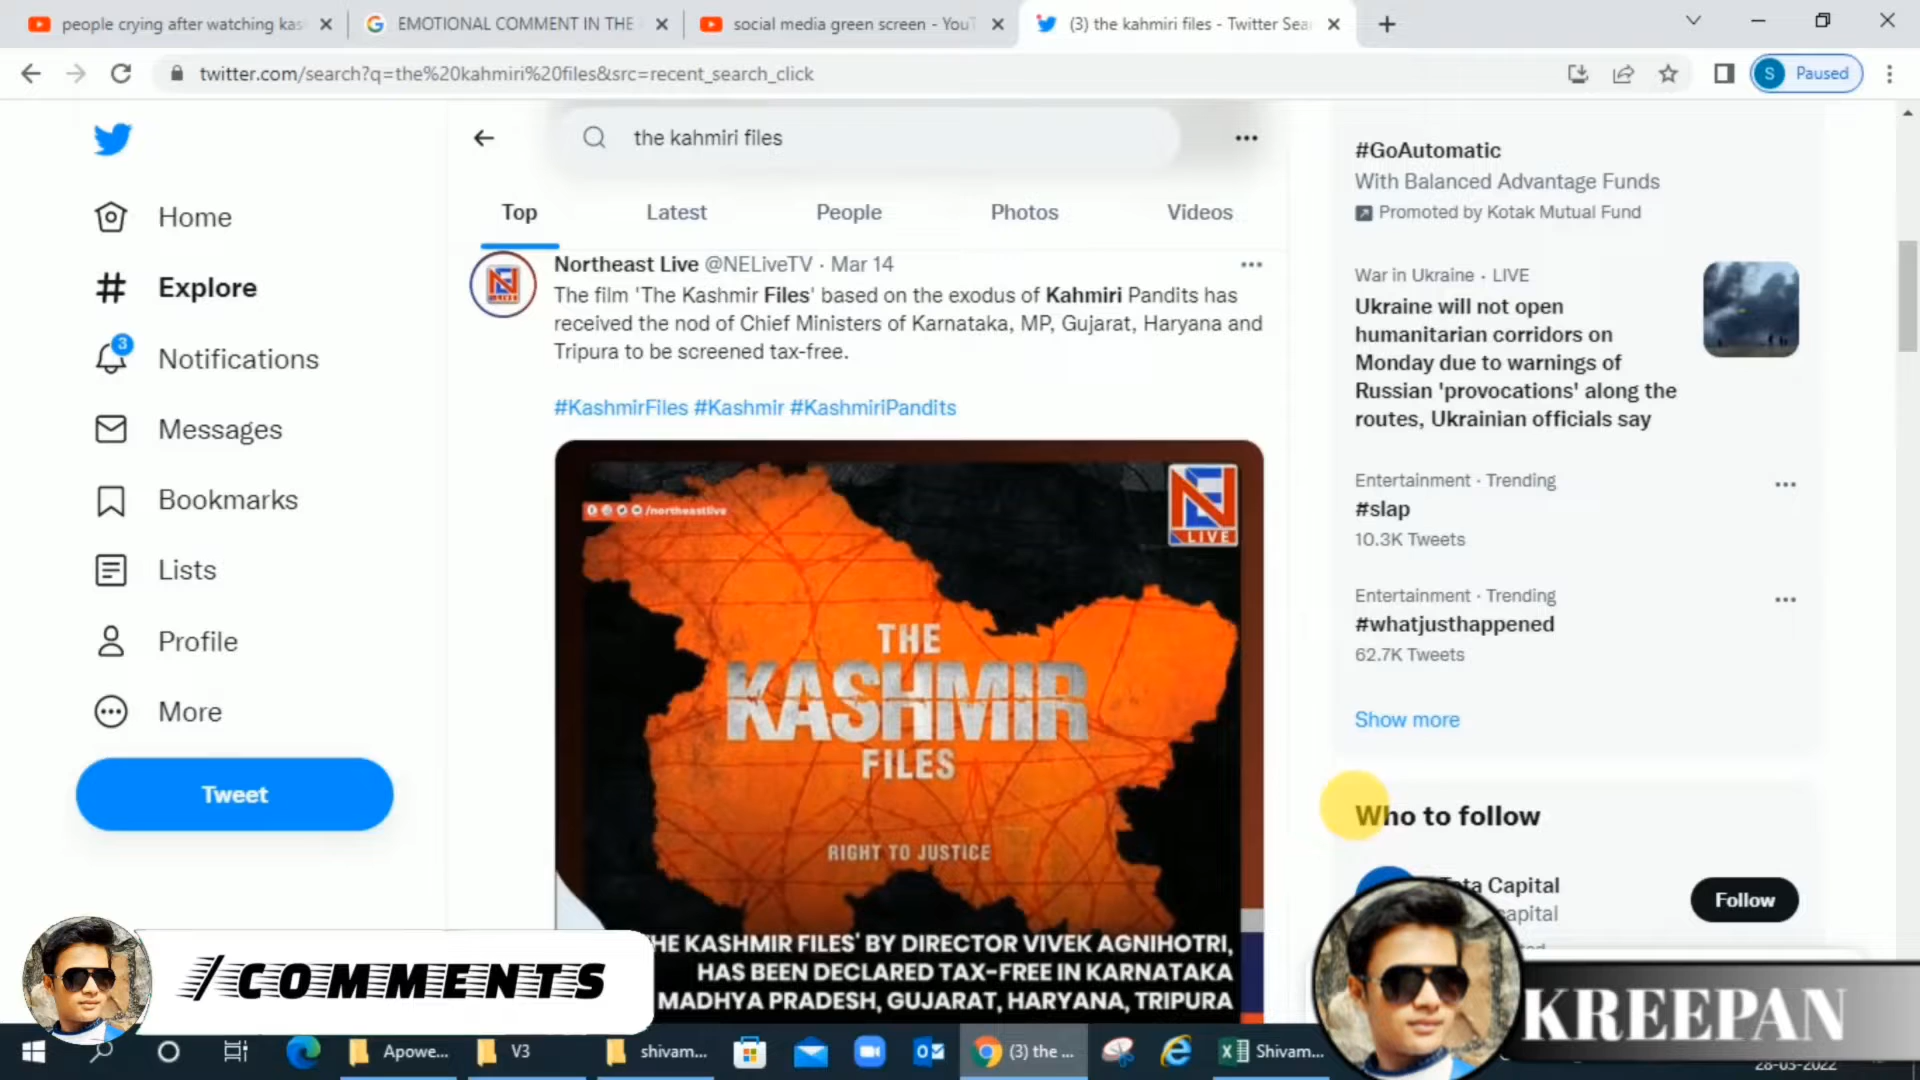 people crying after watching kas
EMOTIONAL COMMENT IN THE
social media green screen - YouT
(3) the kahmiri files - Twitter Sear
twitter.com/search?q=the%20kahmiri%20files&src=recent_search_click
S Paused
the kahmiri files
Top Latest People Photos Videos
Home
Explore
3
Notifications
Messages
Bookmarks
Lists
Profile
More
Tweet
Northeast Live @NELiveTV · Mar 14
The film 'The Kashmir Files' based on the exodus of Kahmiri Pandits has
received the nod of Chief Ministers of Karnataka, MP, Gujarat, Haryana and
Tripura to be screened tax-free.
#KashmirFiles #Kashmir #KashmiriPandits
/northeastlive
NE
LIVE
THE
KASHMIR
FILES
RIGHT TO JUSTICE
HE KASHMIR FILES' BY DIRECTOR VIVEK AGNIHOTRI,
HAS BEEN DECLARED TAX-FREE IN KARNATAKA
MADHYA PRADESH, GUJARAT, HARYANA, TRIPURA
#GoAutomatic
With Balanced Advantage Funds
Promoted by Kotak Mutual Fund
War in Ukraine · LIVE
Ukraine will not open
humanitarian corridors on
Monday due to warnings of
Russian 'provocations' along the
routes, Ukrainian officials say
Entertainment · Trending
#slap
10.3K Tweets
Entertainment · Trending
#whatjusthappened
62.7K Tweets
Show more
Who to follow
Tata Capital
capital
Follow
/COMMENTS
KREEPAN
Apowe...
V3
shivam...
(3) the ...
Shivam...
28-03-2022